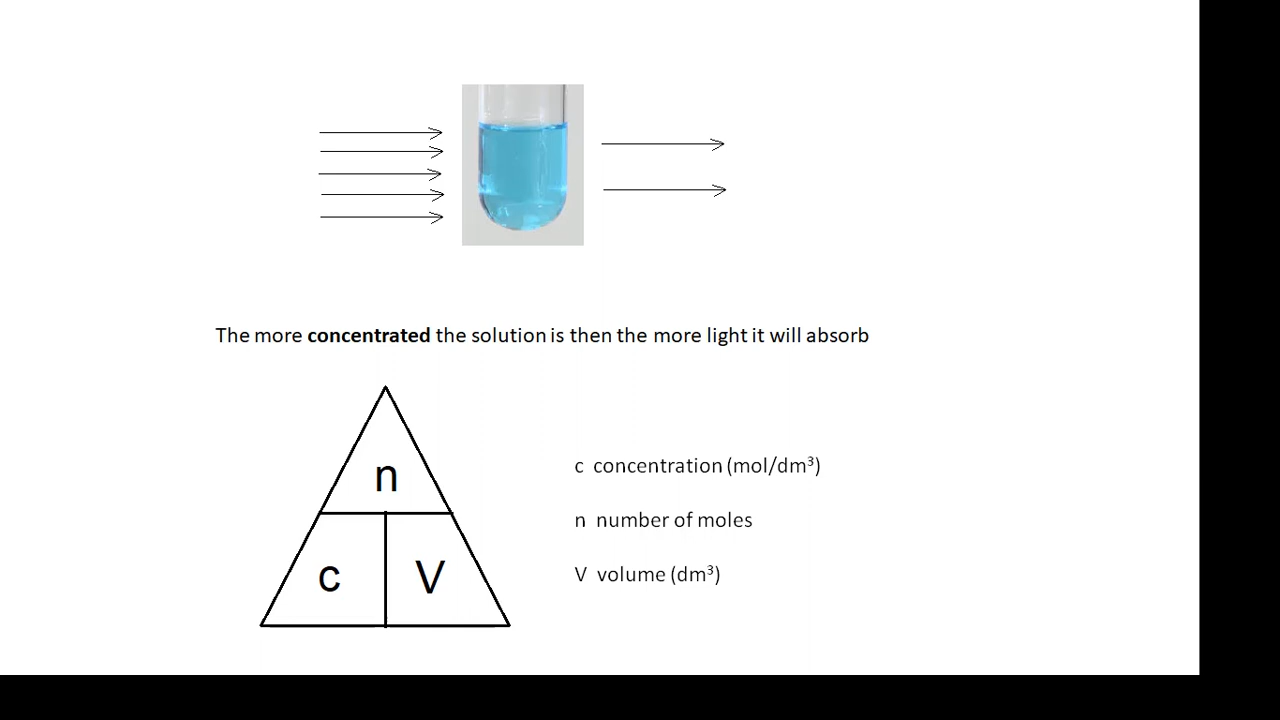 The more concentrated the solution is then the more light it will absorb
n
c V
c concentration (mol/dm³)
n number of moles
V volume (dm³)